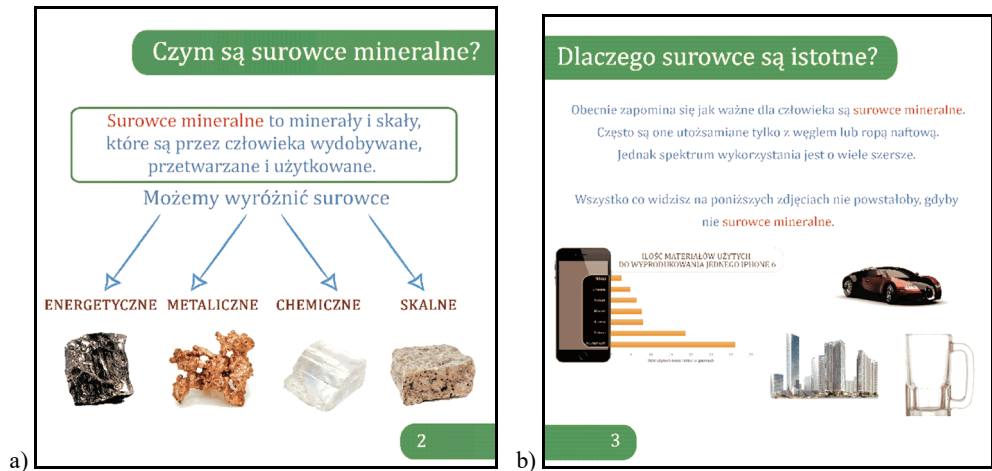 Czym są surowce mineralne?
Surowce mineralne to minerały i skały,
które są przez człowieka wydobywane,
przetwarzane i użytkowane.
Możemy wyróżnić surowce
ENERGETYCZNE METALICZNE CHEMICZNE SKALNE
2
a)
Dlaczego surowce są istotne?
Obecnie zapomina się jak ważne dla człowieka są surowce mineralne.
Często są one utożsamiane tylko z węglem lub ropą naftową.
Jednak spektrum wykorzystania jest o wiele szersze.
Wszystko co widzisz na poniższych zdjęciach nie powstałoby, gdyby
nie surowce mineralne.
ILOŚĆ MATERIAŁÓW UŻYTYCH
DO WYPRODUKOWANIA JEDNEGO IPHONE 6
3
b)